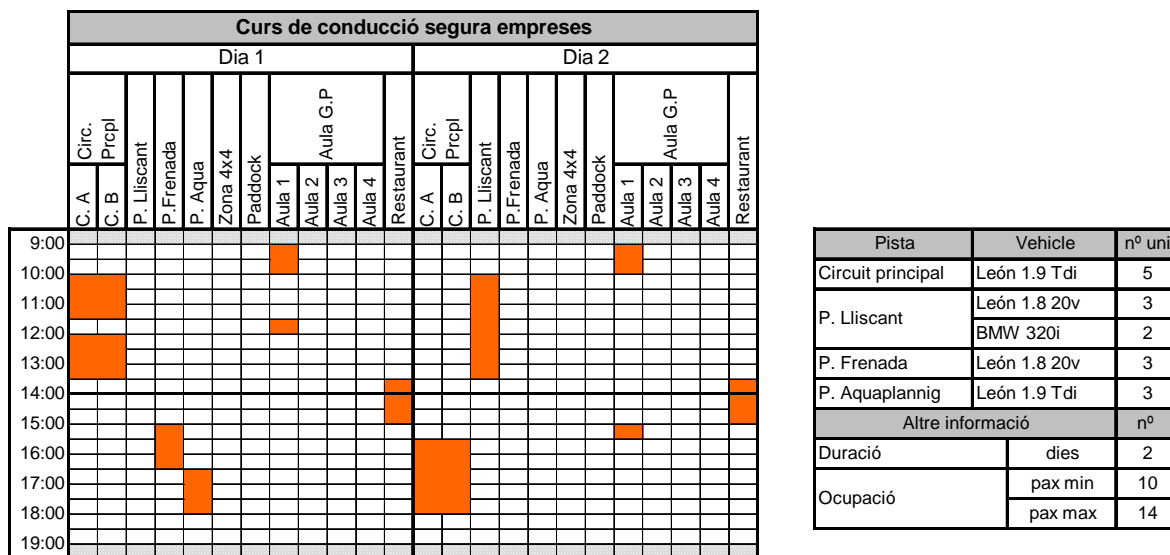 Curs de conducció segura empreses
Dia 1
Dia 2
Circ. Prcpl
C. A
C. B
P. Lliscant
P.Frenada
P. Aqua
Zona 4x4
Paddock
Aula G.P
Aula 1
Aula 2
Aula 3
Aula 4
Restaurant
Circ. Prcpl
C. A
C. B
P. Lliscant
P.Frenada
P. Aqua
Zona 4x4
Paddock
Aula G.P
Aula 1
Aula 2
Aula 3
Aula 4
Restaurant
9:00
10:00
11:00
12:00
13:00
14:00
15:00
16:00
17:00
18:00
19:00
Pista Vehicle nº uni
Circuit principal León 1.9 Tdi 5
P. Lliscant León 1.8 20v 3
BMW 320i 2
P. Frenada León 1.8 20v 3
P. Aquaplannig León 1.9 Tdi 3
Altre informació nº
Duració dies 2
Ocupació pax min 10
pax max 14